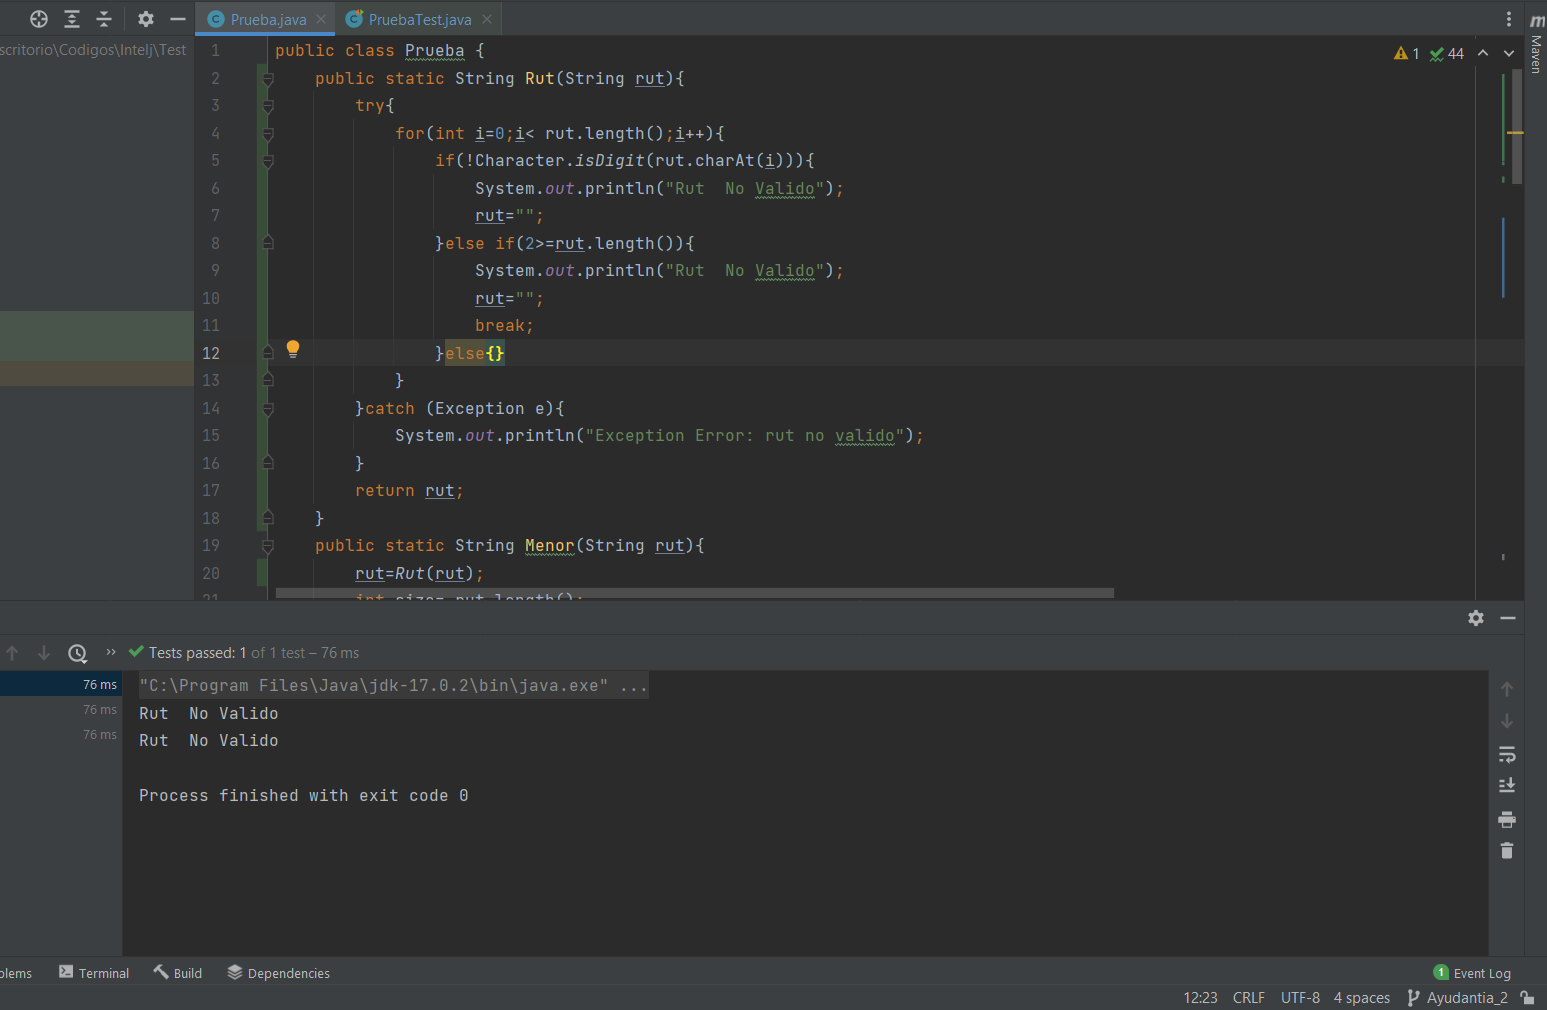 Prueba.java
PruebaTest.java
scritorio\Codigos\Intelj\Test
1 public class Prueba {
1 44
2 public static String Rut(String rut){
3 try{
4 for(int i=0;i< rut.length();i++){
5 if(!Character.isDigit(rut.charAt(i))){
6 System.out.println("Rut  No Valido");
7 rut="";
8 }else if(2>=rut.length()){
9 System.out.println("Rut  No Valido");
10 rut="";
11 break;
12 }else{}
13 }
14 }catch (Exception e){
15 System.out.println("Exception Error: rut no valido");
16 }
17 return rut;
18 }
19 public static String Menor(String rut){
20 rut=Rut(rut);
21 int size= rut.length();
m Maven
Tests passed: 1 of 1 test – 76 ms
76 ms
76 ms
76 ms
"C:\Program Files\Java\jdk-17.0.2\bin\java.exe" ...
Rut  No Valido
Rut  No Valido
Process finished with exit code 0
blems
Terminal
Build
Dependencies
1 Event Log
12:23 CRLF UTF-8 4 spaces Ayudantia_2